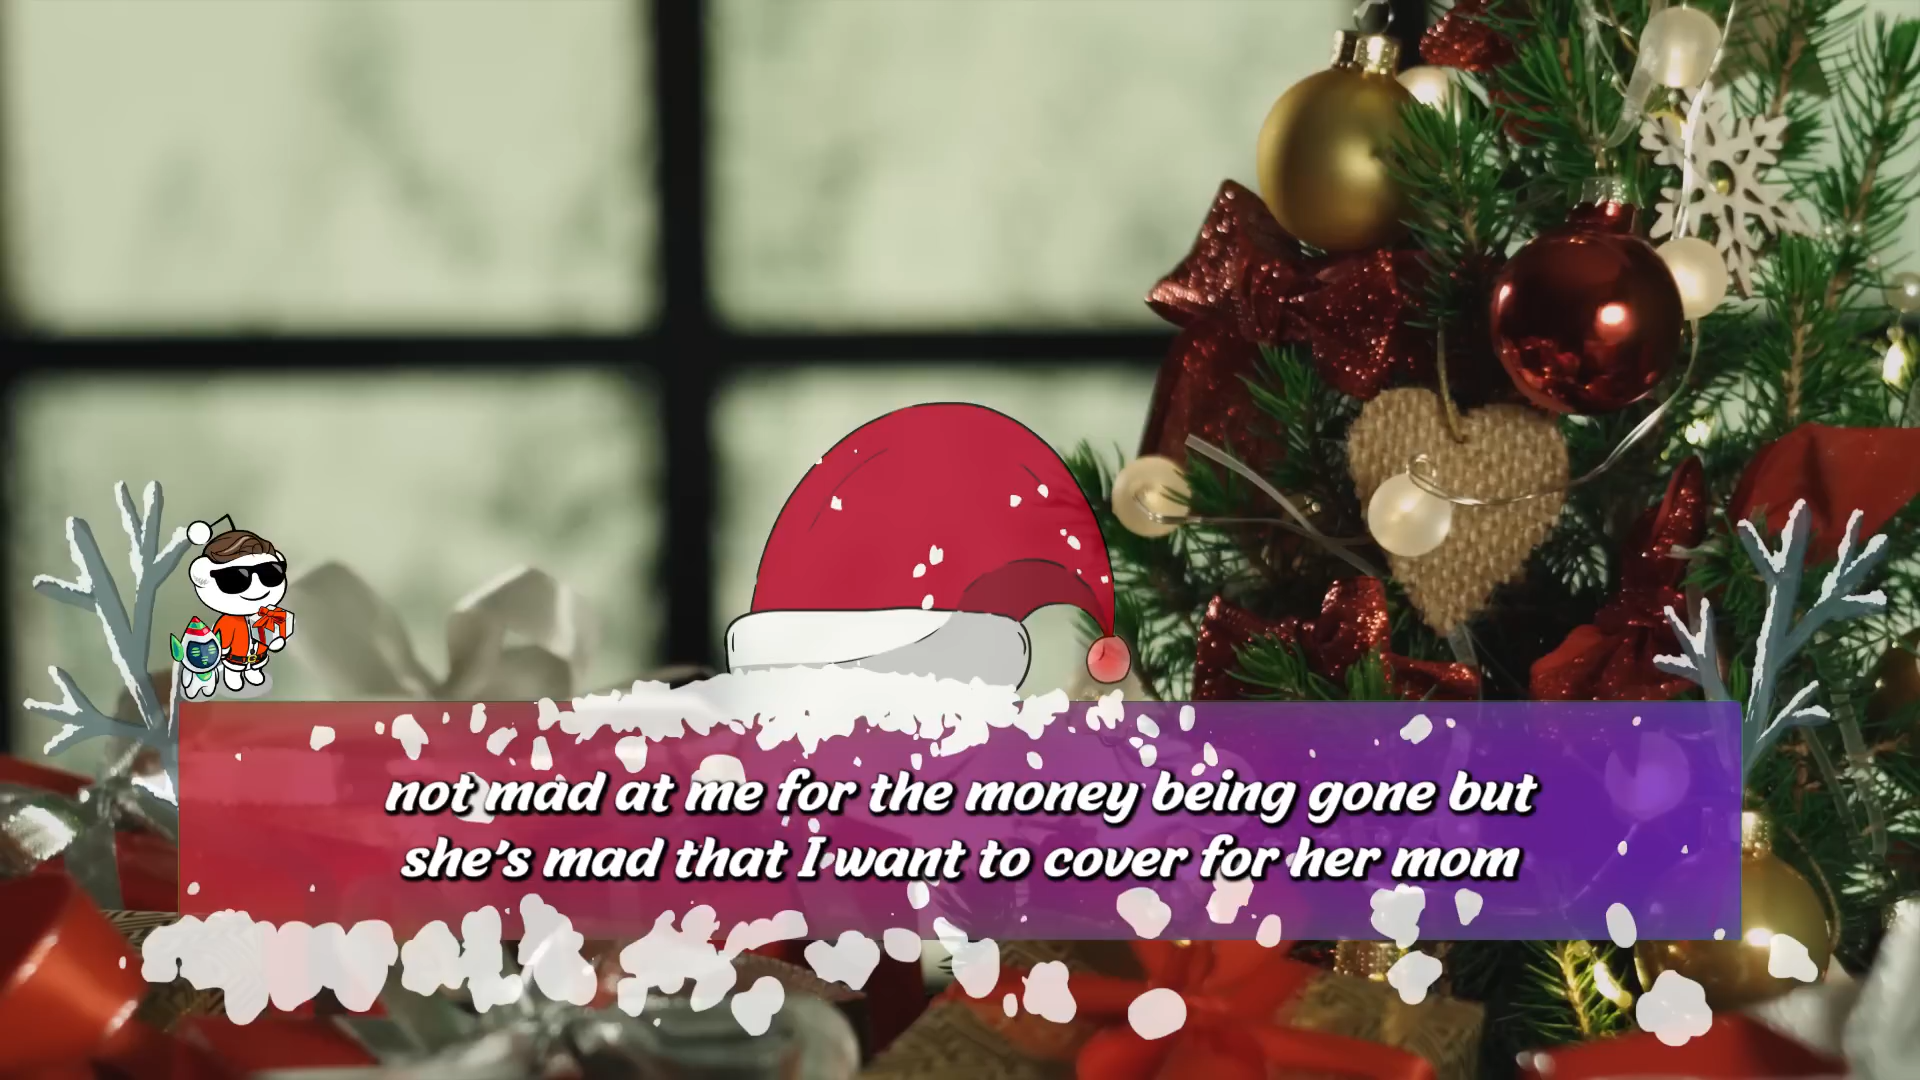 not mad at me for the money being gone but
she's mad that I want to cover for her mom